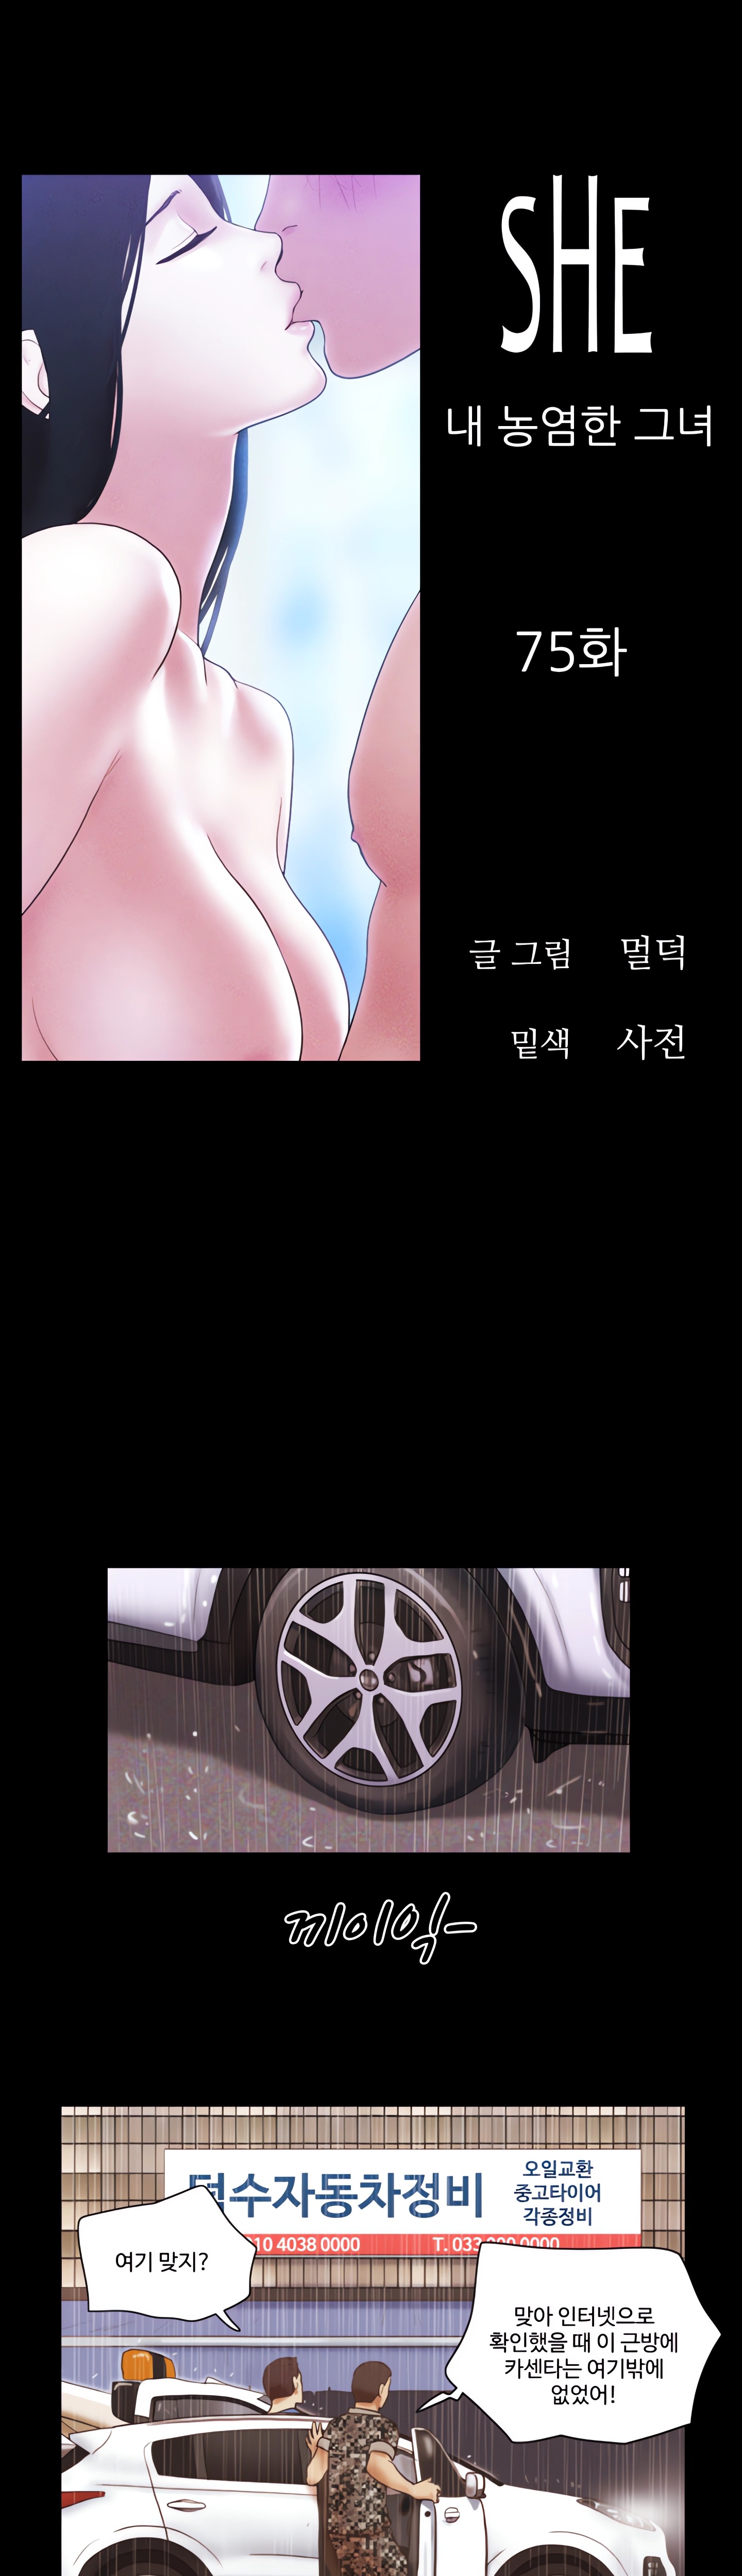 SHE
내 농염한 그녀
75화
글 그림 멀덕
밑색 사전
끼이익-
덕수자동차정비
오일교환
중고타이어
각종정비
10 4038 0000
T. 033 0000
여기 맞지?
맞아 인터넷으로
확인했을 때 이 근방에
카센타는 여기밖에
없었어!